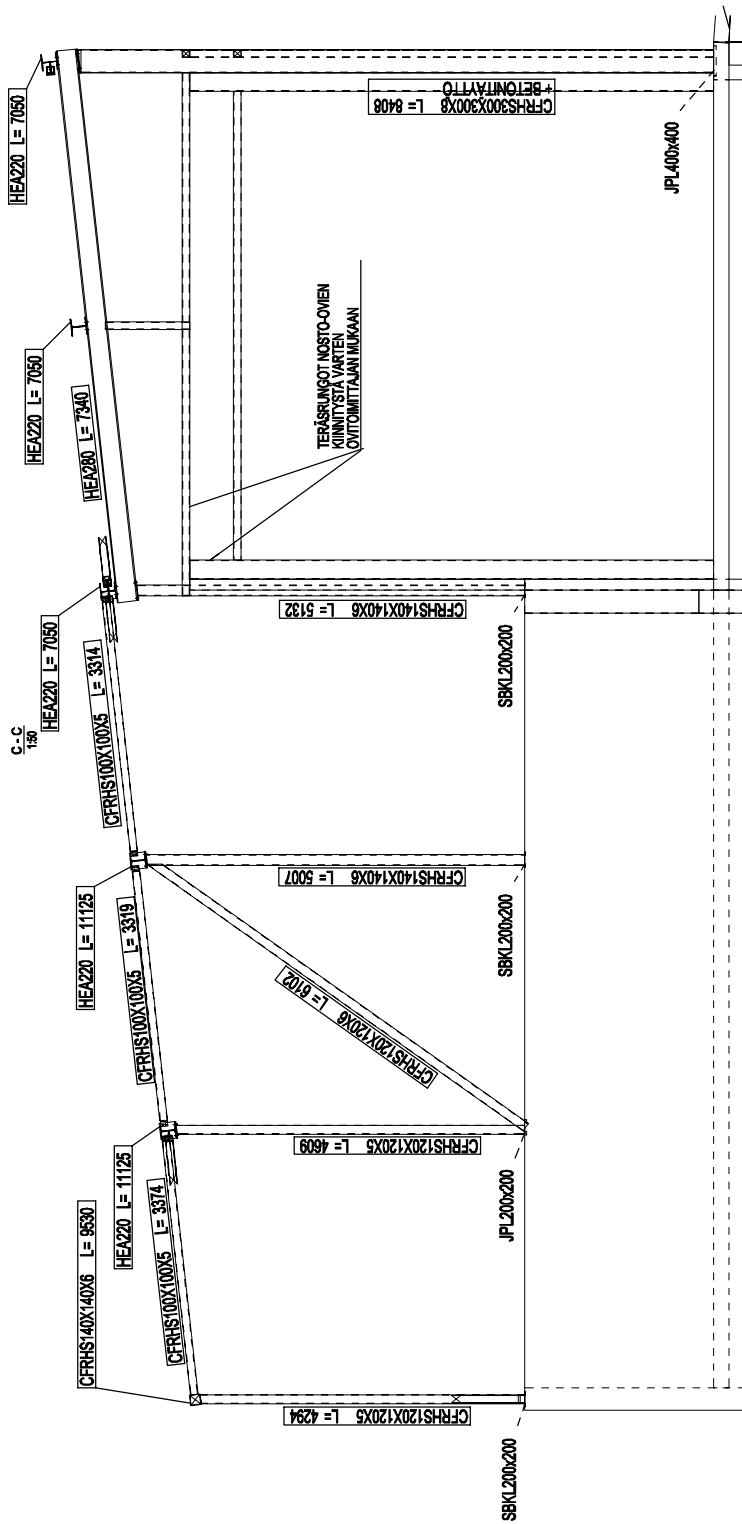 C - C
1:50
HEA220 L= 7050
HEA220 L= 7050
HEA280 L= 7340
HEA220 L= 7050
CFRHS100X100X5 L= 3314
HEA220 L= 11125
CFRHS100X100X5 L= 3319
HEA220 L= 11125
CFRHS100X100X5 L= 3374
CFRHS140X140X6 L= 9530
CFRHS300X300X8 L= 8408
+ BETONITÄYTTÖ
TERÄSRUNGOT NOSTO-OVIEN
KIINNITYSTÄ VARTEN
OVITOIMITTAJAN MUKAAN
CFRHS140X140X6 L= 5132
CFRHS140X140X6 L= 5007
CFRHS120X120X6 L= 6102
CFRHS120X120X5 L= 4609
CFRHS120X120X5 L= 4294
JPL400x400
SBKL200x200
SBKL200x200
JPL200x200
SBKL200x200